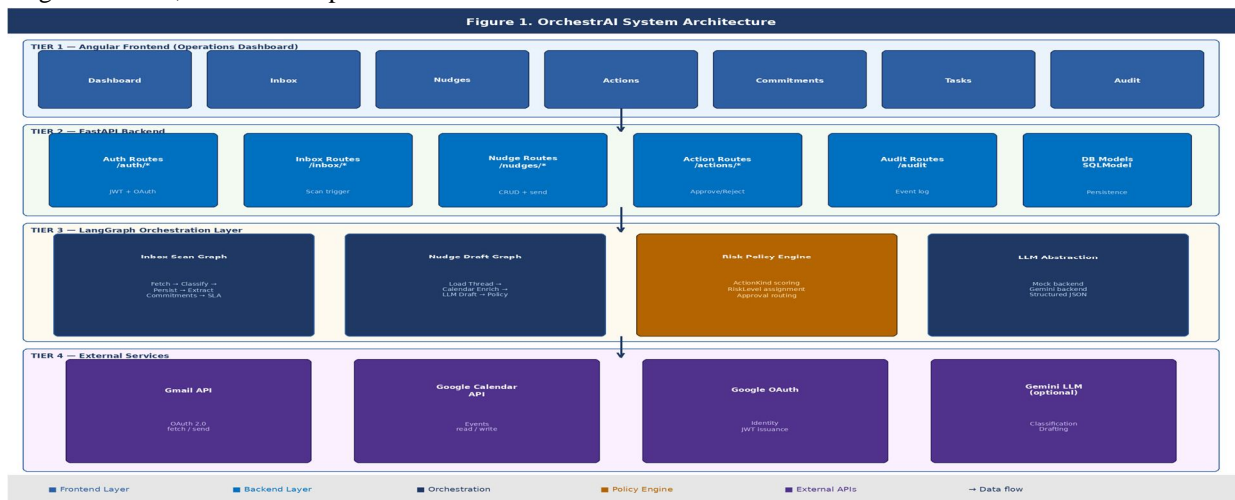 Figure 1. OrchestrAI System Architecture
TIER 1 — Angular Frontend (Operations Dashboard)
Dashboard
Inbox
Nudges
Actions
Commitments
Tasks
Audit
TIER 2 — FastAPI Backend
Auth Routes
/auth/*
JWT + OAuth
Inbox Routes
/inbox/*
Scan trigger
Nudge Routes
/nudges/*
CRUD + send
Action Routes
/actions/*
Approve/Reject
Audit Routes
/audit
Event log
DB Models
SQLModel
Persistence
TIER 3 — LangGraph Orchestration Layer
Inbox Scan Graph
Fetch → Classify →
Persist → Extract
Commitments → SLA
Nudge Draft Graph
Load Thread →
Calendar Enrich →
LLM Draft → Policy
Risk Policy Engine
ActionKind scoring
RiskLevel assignment
Approval routing
LLM Abstraction
Mock backend
Gemini backend
Structured JSON
TIER 4 — External Services
Gmail API
OAuth 2.0
fetch / send
Google Calendar
API
Events
read / write
Google OAuth
Identity
JWT issuance
Gemini LLM
(optional)
Classification
Drafting
Frontend Layer
Backend Layer
Orchestration
Policy Engine
External APIs
→ Data flow